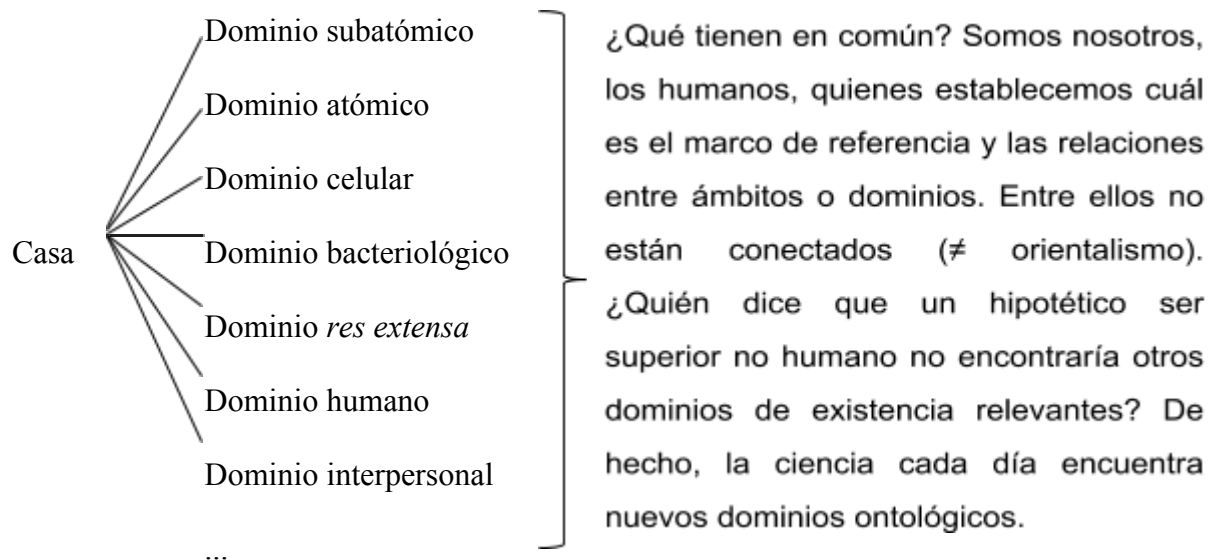 Casa
Dominio subatómico
Dominio atómico
Dominio celular
Dominio bacteriológico
Dominio res extensa
Dominio humano
Dominio interpersonal
...
¿Qué tienen en común? Somos nosotros,
los humanos, quienes establecemos cuál
es el marco de referencia y las relaciones
entre ámbitos o dominios. Entre ellos no
están conectados (≠ orientalismo).
¿Quién dice que un hipotético ser
superior no humano no encontraría otros
dominios de existencia relevantes? De
hecho, la ciencia cada día encuentra
nuevos dominios ontológicos.